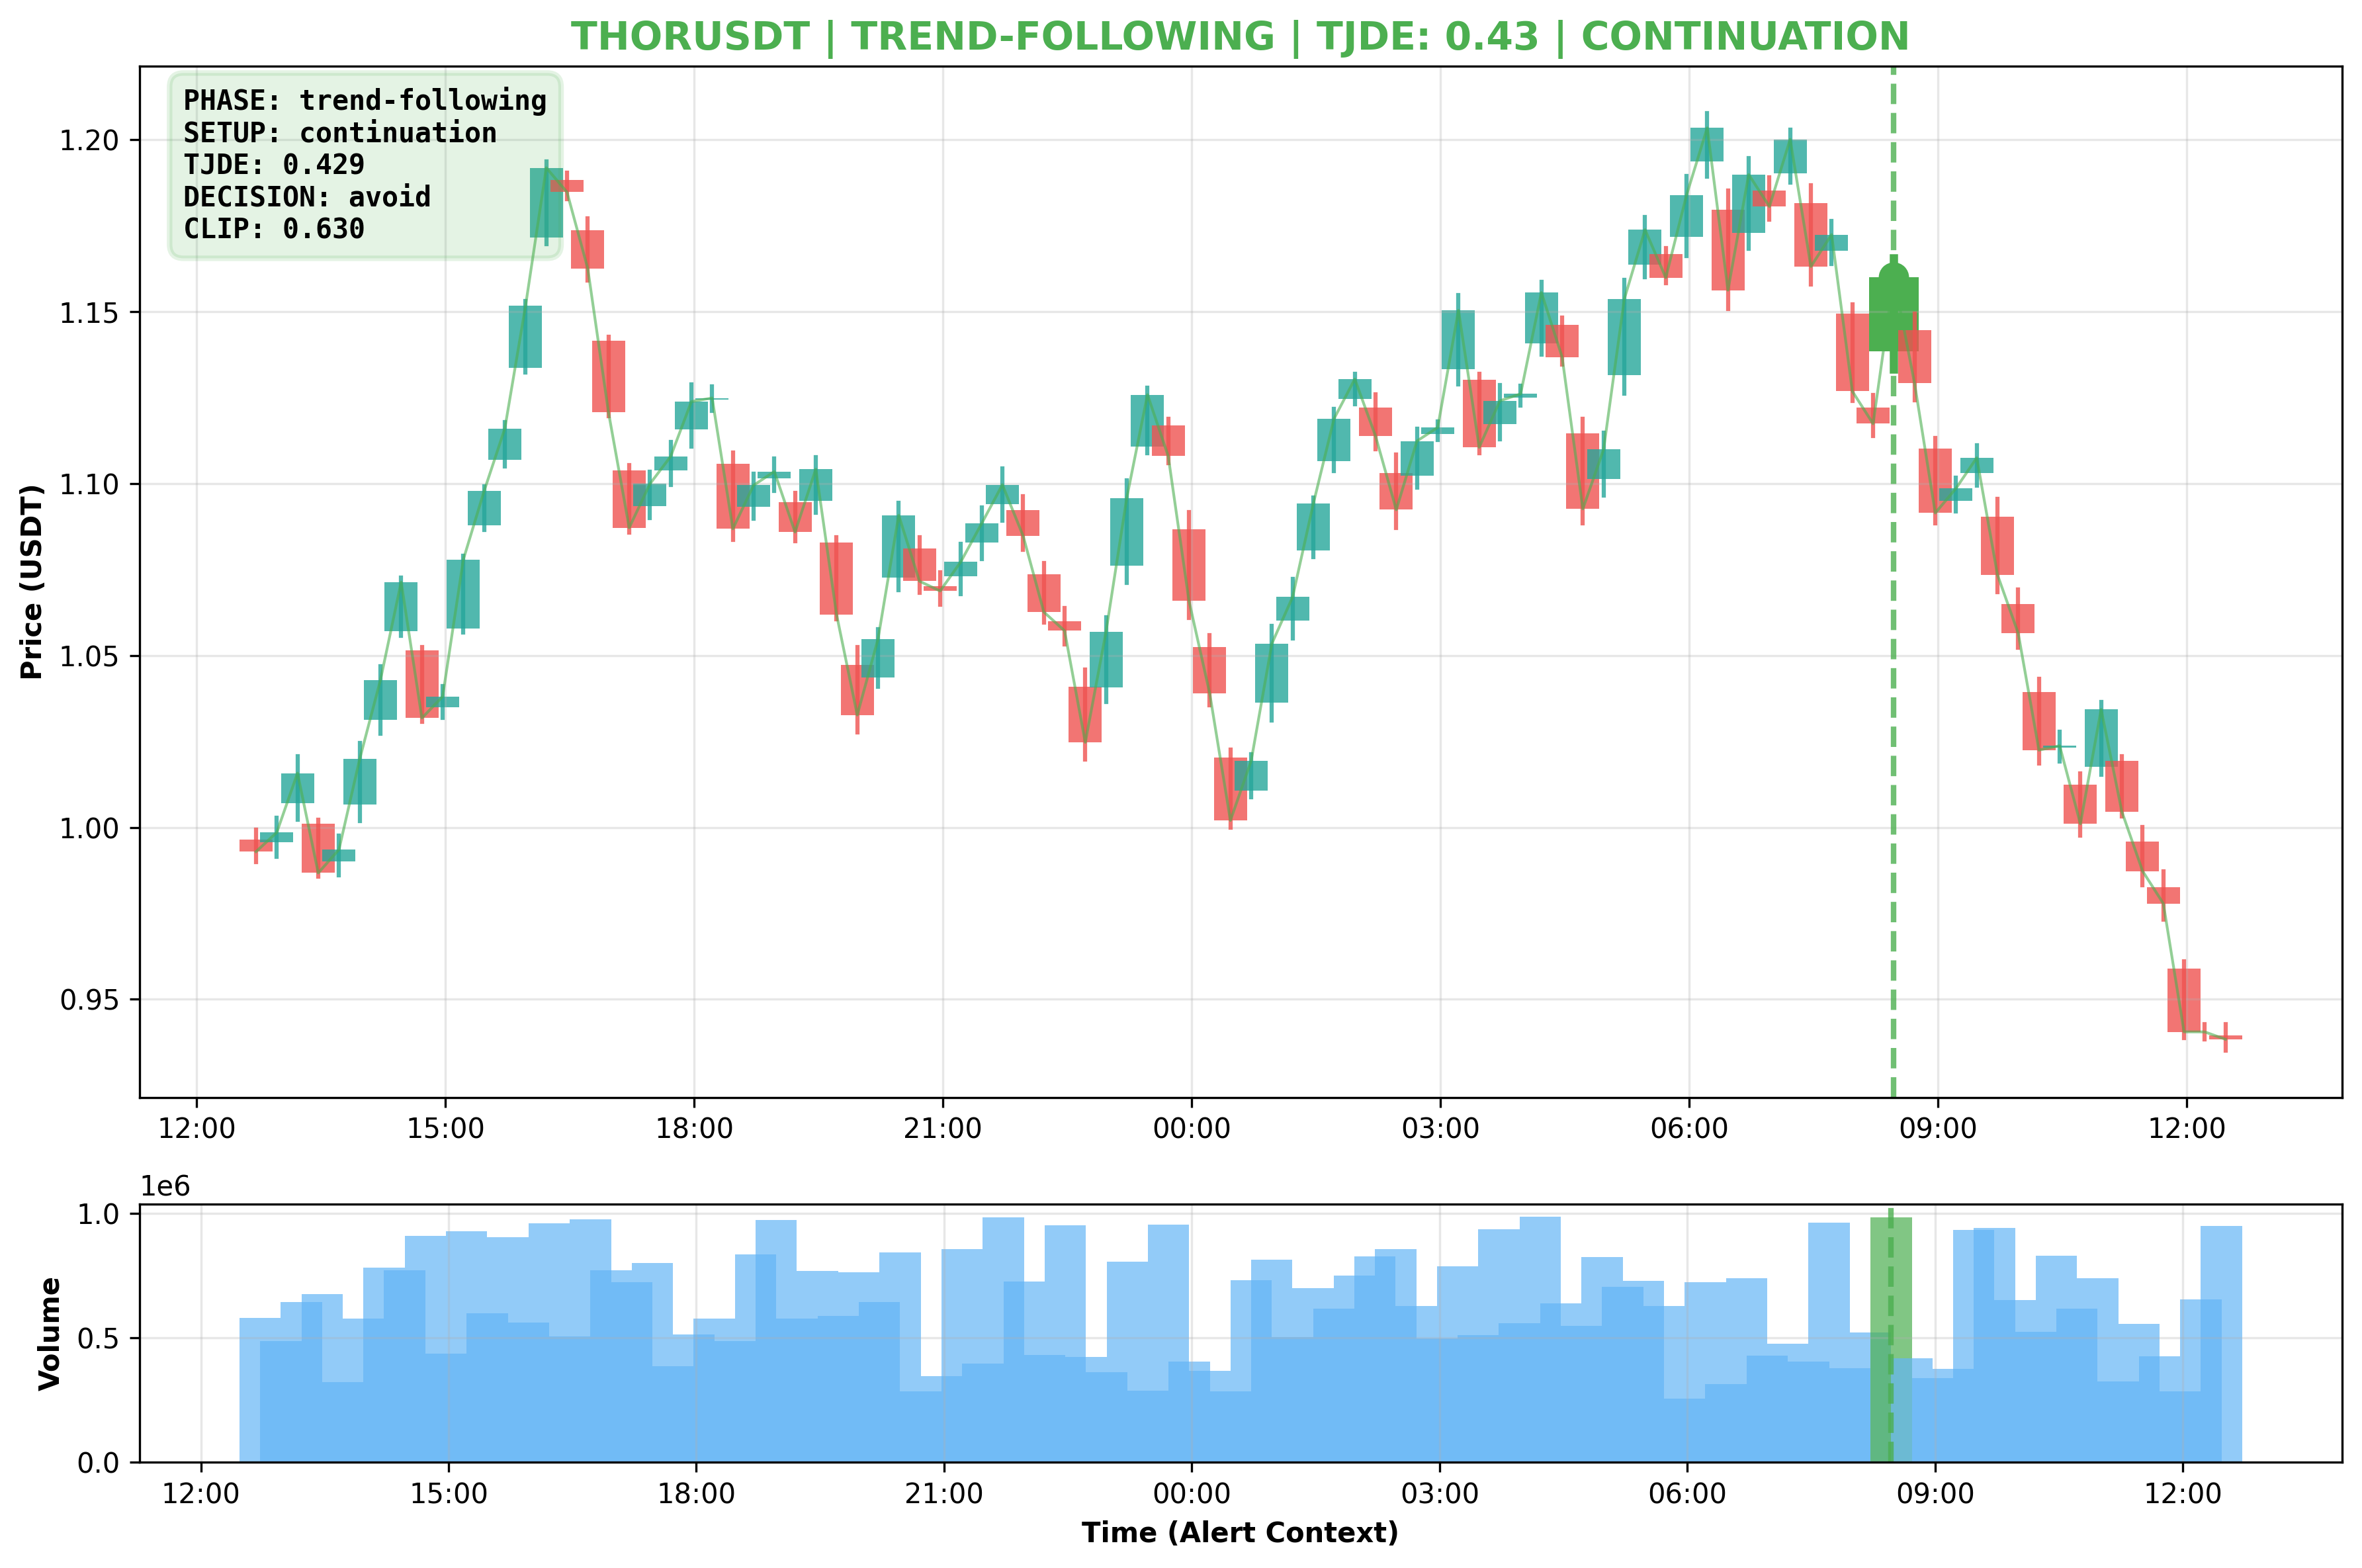 THORUSDT | TREND-FOLLOWING | TJDE: 0.43 | CONTINUATION
PHASE: trend-following
SETUP: continuation
TJDE: 0.429
DECISION: avoid
CLIP: 0.630
Price (USDT)
1.20
1.15
1.10
1.05
1.00
0.95
12:00 15:00 18:00 21:00 00:00 03:00 06:00 09:00 12:00
1e6
Volume
1.0
0.5
0.0
12:00 15:00 18:00 21:00 00:00 03:00 06:00 09:00 12:00
Time (Alert Context)